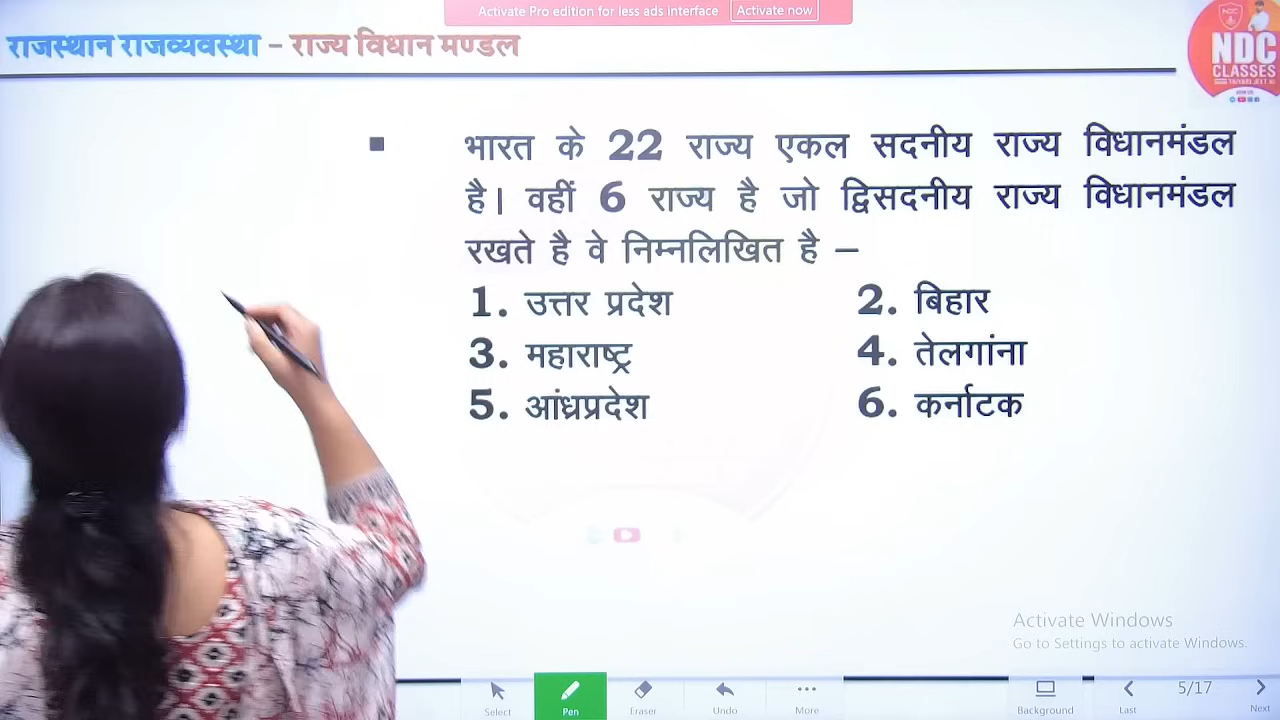 Activate Pro edition for less ads interface Activate now
राजस्थान राजव्यवस्था – राज्य विधान मण्डल
NDC
CLASSES
▪ भारत के 22 राज्य एकल सदनीय राज्य विधानमंडल
है। वहीं 6 राज्य है जो द्विसदनीय राज्य विधानमंडल
रखते है वे निम्नलिखित है –
1. उत्तर प्रदेश 2. बिहार
3. महाराष्ट्र 4. तेलगांना
5. आंध्रप्रदेश 6. कर्नाटक
Activate Windows
Go to Settings to activate Windows.
Select Pen Eraser Undo More Background Last 5/17 Next